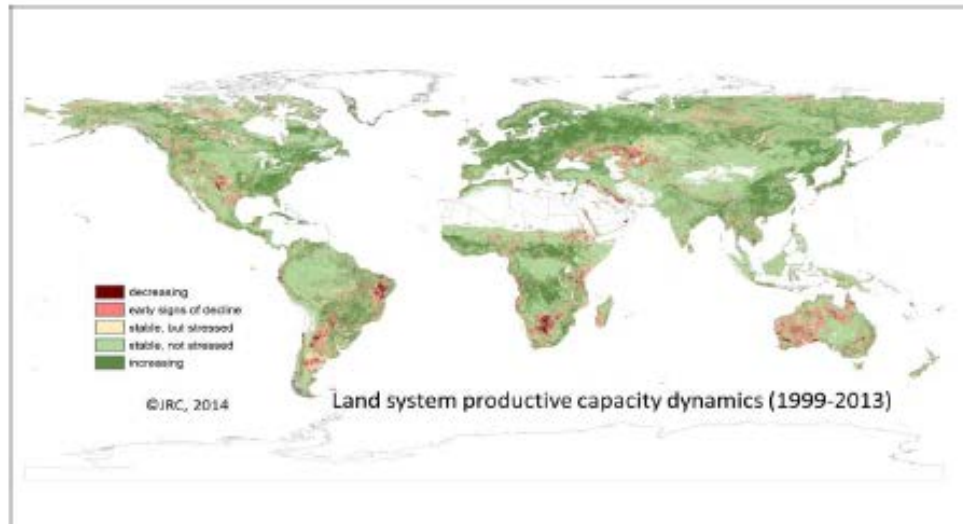 decreasing
early signs of decline
stable, but stressed
stable, not stressed
increasing
©JRC, 2014
Land system productive capacity dynamics (1999-2013)